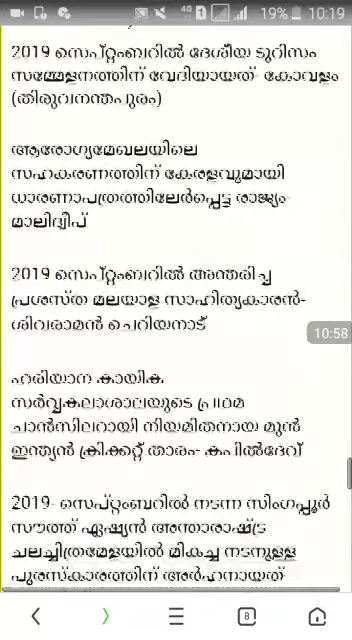 4G 1 19% 10:19
2019 സെപ്റ്റംബറിൽ ദേശീയ ടൂറിസം
സമ്മേളനത്തിന് വേദിയായത്- കോവളം
(തിരുവനന്തപുരം)
ആരോഗ്യമേഖലയിലെ
സഹകരണത്തിന് കേരളവുമായി
ധാരണാപത്രത്തിലേർപ്പെട്ട രാജ്യം-
മാലിദ്വീപ്
2019 സെപ്റ്റംബറിൽ അന്തരിച്ച
പ്രശസ്ത മലയാള സാഹിത്യകാരൻ-
ശിവരാമൻ ചെറിയനാട്
10:58
ഹരിയാന കായിക
സർവ്വകലാശാലയുടെ പ്രഥമ
ചാൻസിലറായി നിയമിതനായ മുൻ
ഇന്ത്യൻ ക്രിക്കറ്റ് താരം- കപിൽദേവ്
2019- സെപ്റ്റംബറിൽ നടന്ന സിംഗപ്പൂർ
സൗത്ത് ഏഷ്യൻ അന്താരാഷ്ട്ര
ചലച്ചിത്രമേളയിൽ മികച്ച നടനുള്ള
പുരസ്കാരത്തിന് അർഹനായത്
8